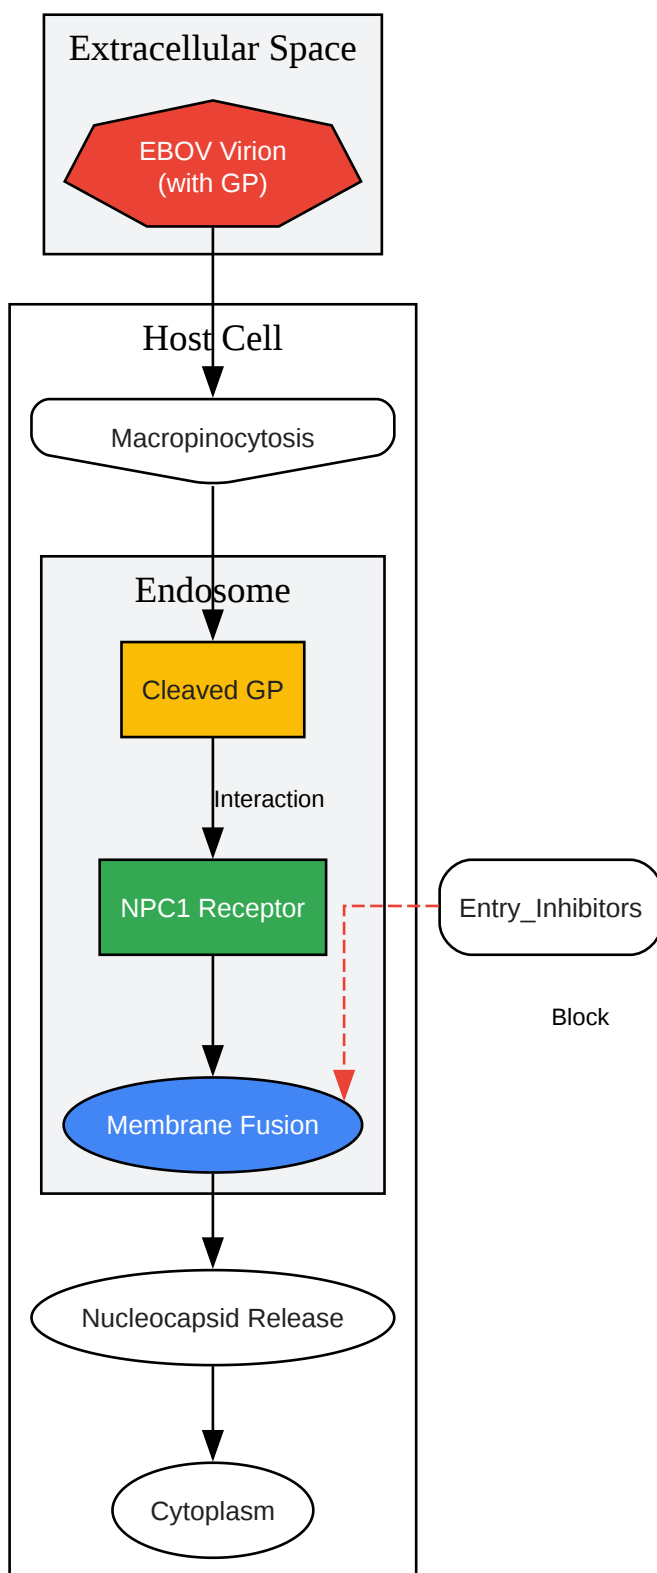 Extracellular Space
EBOV Virion
(with GP)
Host Cell
Macropinocytosis
Endosome
Cleaved GP
Interaction
NPC1 Receptor
Entry_Inhibitors
Block
Membrane Fusion
Nucleocapsid Release
Cytoplasm